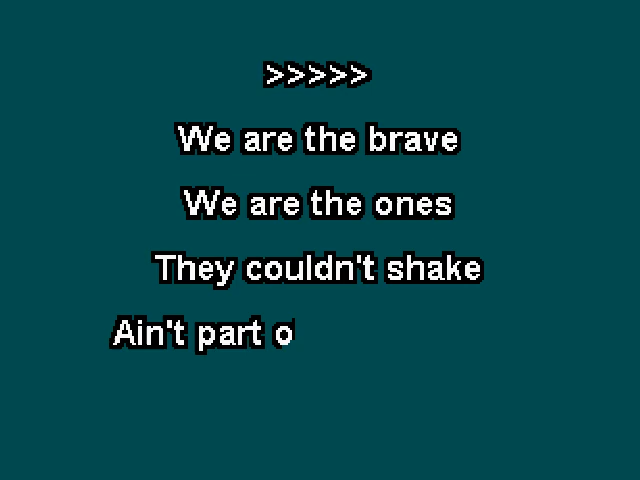 >>>>>
We are the brave
We are the ones
They couldn't shake
Ain't part o